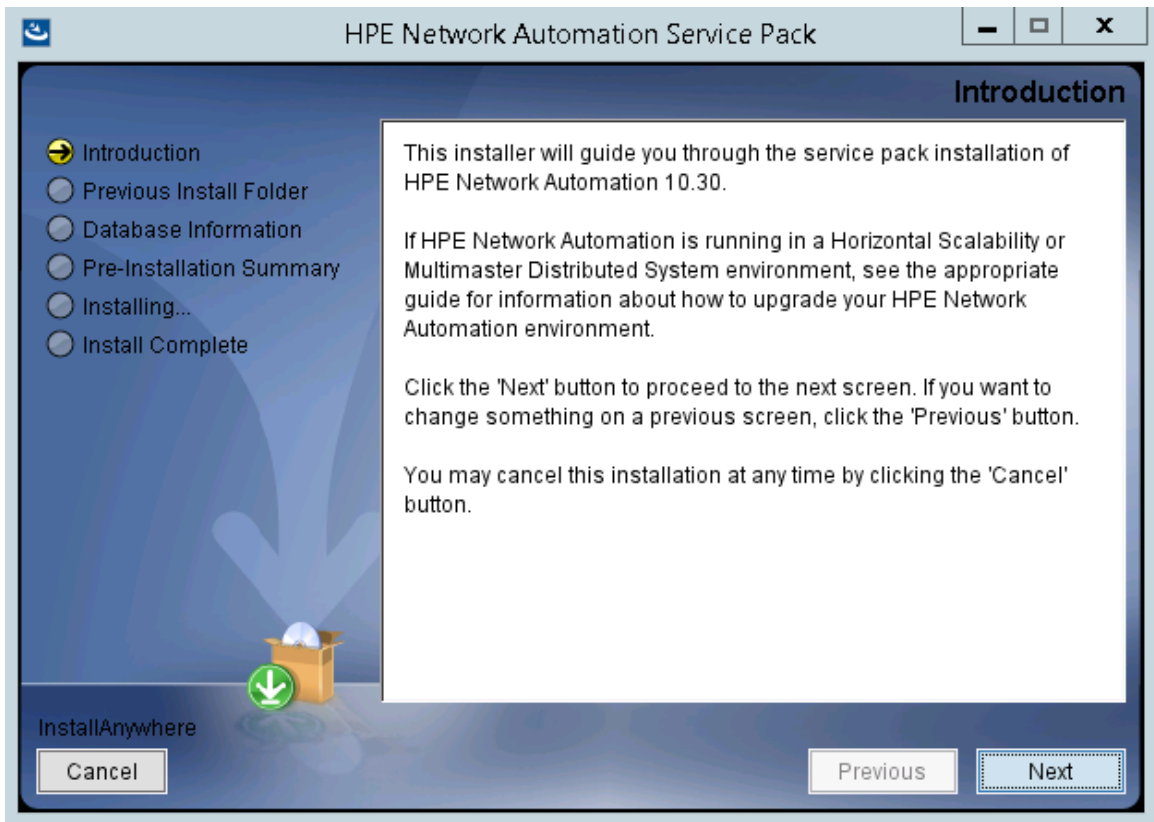 HPE Network Automation Service Pack
Introduction
Introduction
Previous Install Folder
Database Information
Pre-Installation Summary
Installing...
Install Complete
This installer will guide you through the service pack installation of
HPE Network Automation 10.30.
If HPE Network Automation is running in a Horizontal Scalability or
Multimaster Distributed System environment, see the appropriate
guide for information about how to upgrade your HPE Network
Automation environment.
Click the 'Next' button to proceed to the next screen. If you want to
change something on a previous screen, click the 'Previous' button.
You may cancel this installation at any time by clicking the 'Cancel'
button.
InstallAnywhere
Cancel
Previous
Next